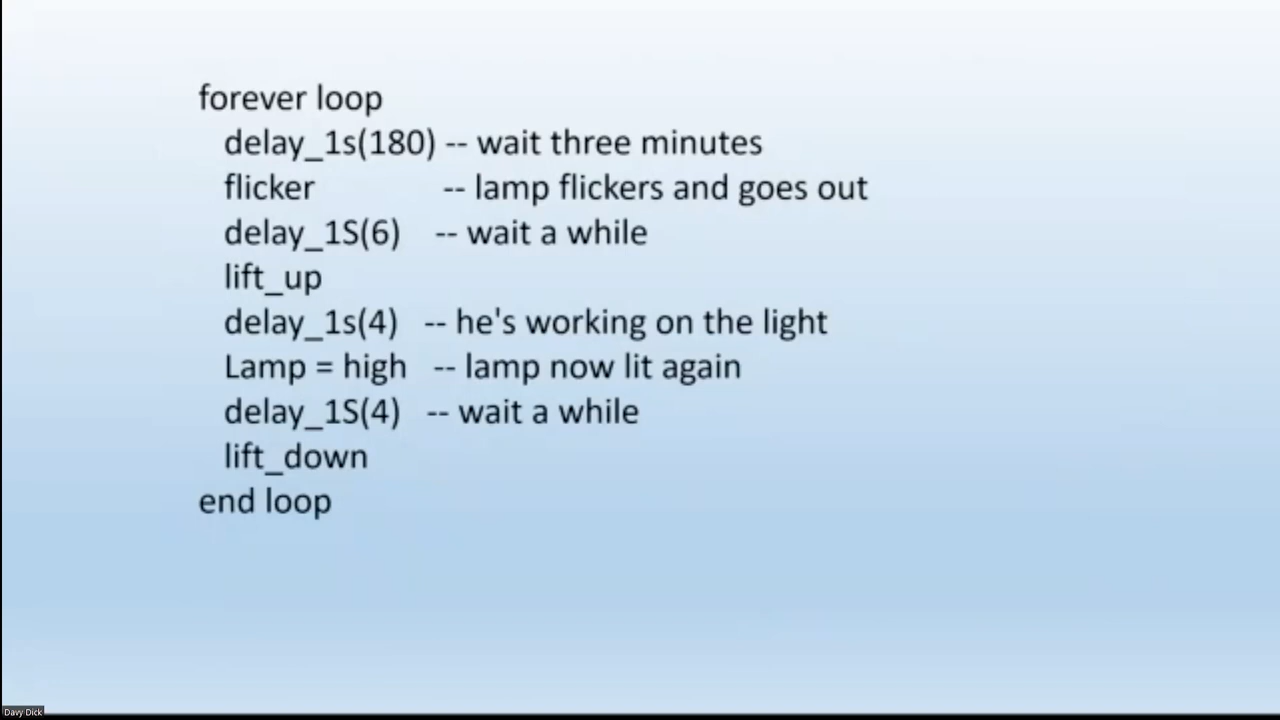 forever loop
delay_1s(180) -- wait three minutes
flicker -- lamp flickers and goes out
delay_1S(6) -- wait a while
lift_up
delay_1s(4) -- he's working on the light
Lamp = high -- lamp now lit again
delay_1S(4) -- wait a while
lift_down
end loop
Davy Dick